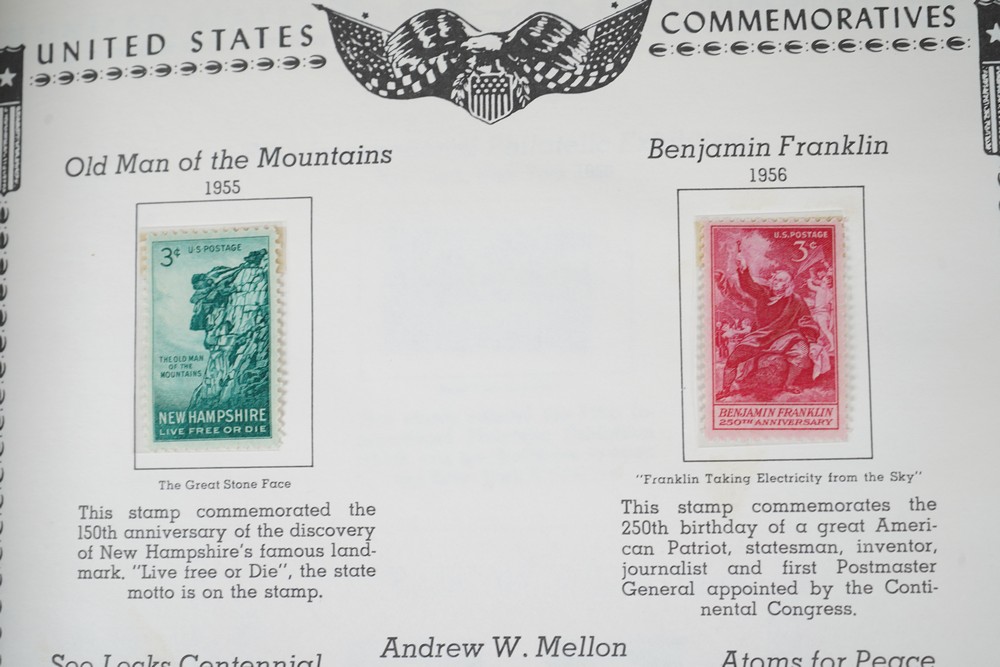 UNITED STATES COMMEMORATIVES
Old Man of the Mountains
1955
3¢ U.S. POSTAGE
THE OLD MAN
OF THE
MOUNTAINS
NEW HAMPSHIRE
LIVE FREE OR DIE
The Great Stone Face
This stamp commemorated the
150th anniversary of the discovery
of New Hampshire's famous land-
mark. "Live free or Die", the state
motto is on the stamp.
Benjamin Franklin
1956
U.S. POSTAGE
3¢
BENJAMIN FRANKLIN
250TH ANNIVERSARY
"Franklin Taking Electricity from the Sky"
This stamp commemorates the
250th birthday of a great Ameri-
can Patriot, statesman, inventor,
journalist and first Postmaster
General appointed by the Conti-
nental Congress.
Soo Locks Centennial
Andrew W. Mellon
Atoms for Peace